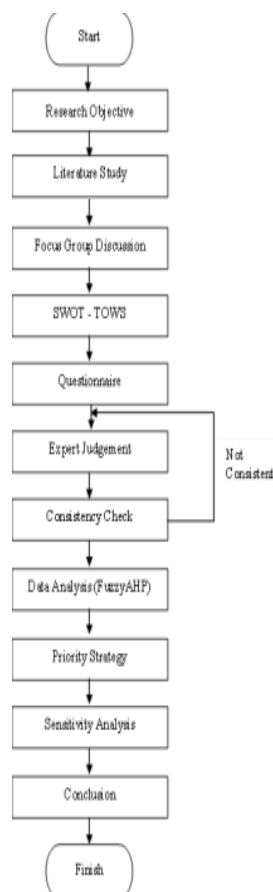 Start
Research Objective
Literature Study
Focus Group Discussion
SWOT - TOWS
Questionnaire
Expert Judgement
Not
Consistent
Consistency Check
Data Analysis (FuzzyAHP)
Priority Strategy
Sensitivity Analysis
Conclusion
Finish